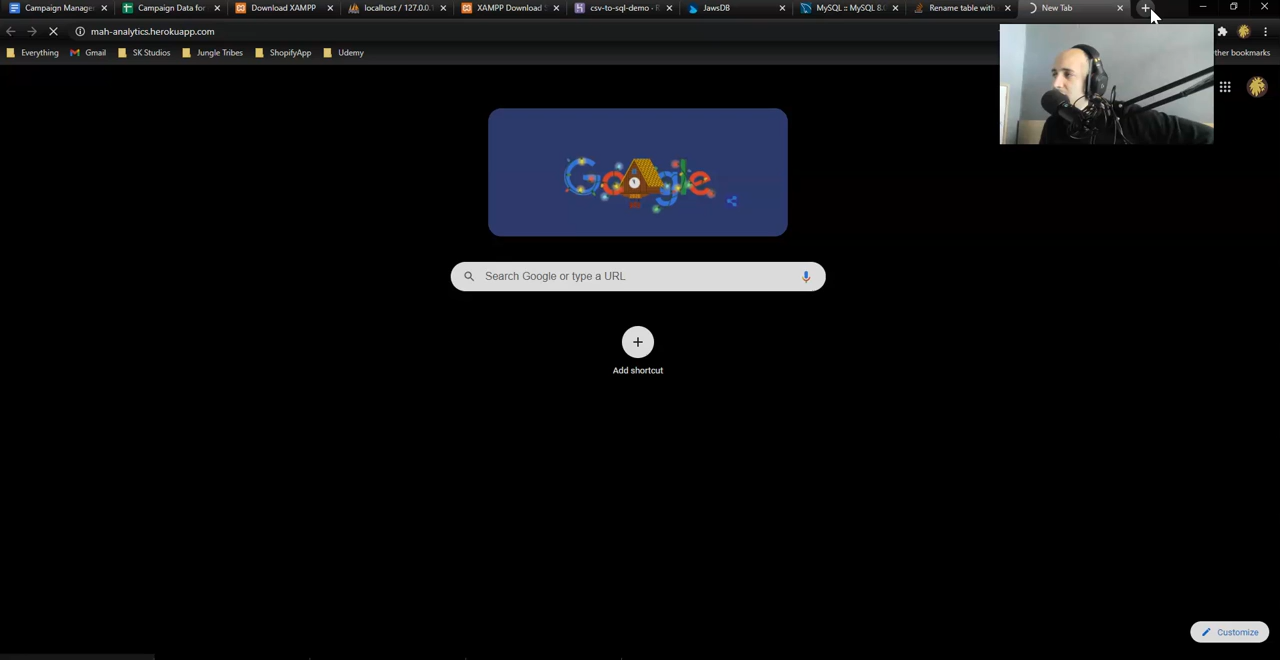 Campaign Manage
Campaign Data for
Download XAMPP
localhost / 127.0.0.1
XAMPP Download
csv-to-sql-demo
JawsDB
MySQL :: MySQL 8.
Rename table with
New Tab
mah-analytics.herokuapp.com
Everything
Gmail
SK Studios
Jungle Tribes
ShopifyApp
Udemy
ther bookmarks
Google
Search Google or type a URL
Add shortcut
Customize